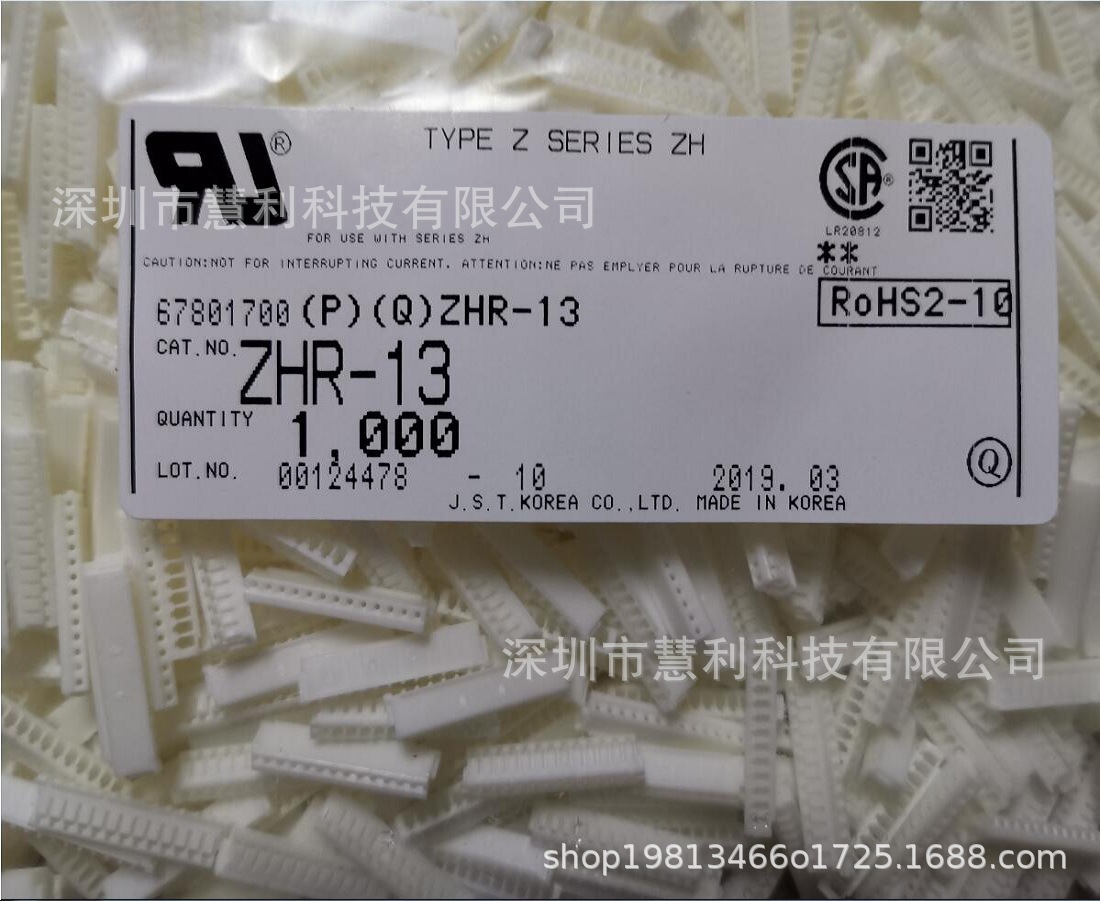 TYPE Z SERIES ZH
®
SA®
LR20812
深圳市慧利科技有限公司
FOR USE WITH SERIES ZH
**
CAUTION:NOT FOR INTERRUPTING CURRENT. ATTENTION:NE PAS EMPLYER POUR LA RUPTURE DE COURANT
67801700(P)(Q)ZHR-13
RoHS2-10
CAT.NO. ZHR-13
QUANTITY 1,000
LOT.NO. 00124478 - 10 2019. 03
Q
J.S.T.KOREA CO.,LTD. MADE IN KOREA
深圳市慧利科技有限公司
shop19813466o1725.1688.com